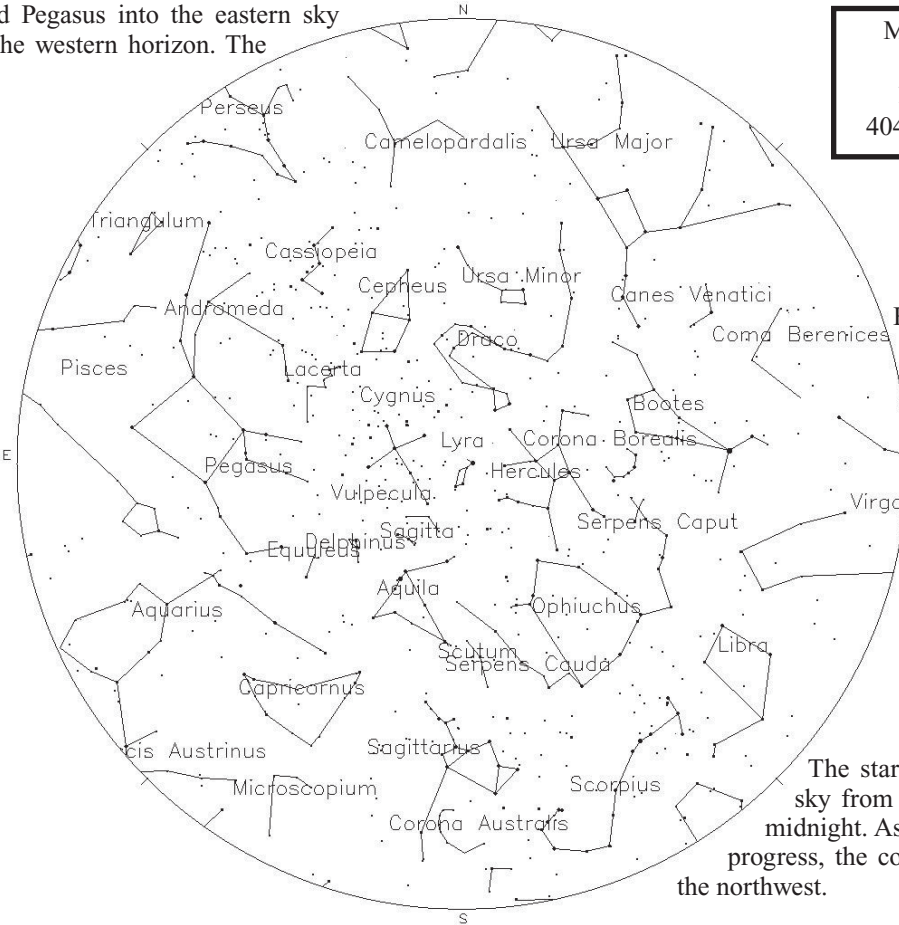 d Pegasus into the eastern sky
he western horizon. The
N
M
404
Perseus
Camelopardalis
Ursa Major
Triangulum
Cassiopeia
Cepheus
Ursa Minor
Canes Venatici
Andromeda
Draco
Coma Berenices
Pisces
Lacerta
Cygnus
Bootes
E
Lyra
Corona Borealis
Pegasus
Hercules
Vulpecula
Virgo
Serpens Caput
Sagitta
Delphinus
Equuleus
Aquila
Aquarius
Ophiuchus
Scutum
Serpens Cauda
Libra
Capricornus
cis Austrinus
Sagittarius
Microscopium
Scorpius
Corona Australis
The star
sky from
midnight. As
progress, the co
the northwest.
S